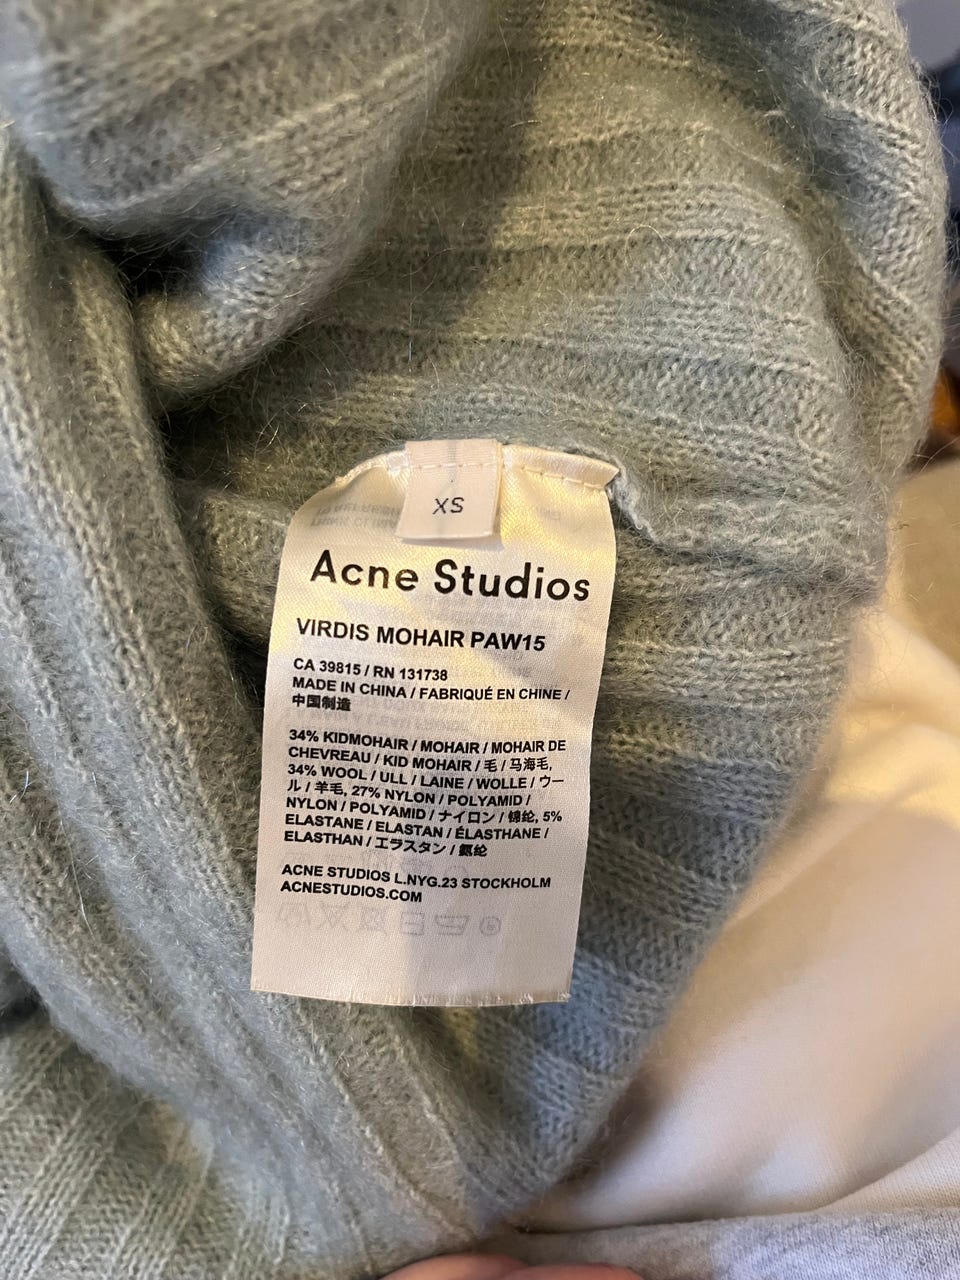 XS
Acne Studios
VIRDIS MOHAIR PAW15
CA 39815 / RN 131738
MADE IN CHINA / FABRIQUÉ EN CHINE /
中国制造
34% KIDMOHAIR / MOHAIR / MOHAIR DE
CHEVREAU / KID MOHAIR / 毛 / 马海毛,
34% WOOL / ULL / LAINE / WOLLE / ウー
ル / 羊毛, 27% NYLON / POLYAMID /
NYLON / POLYAMID / ナイロン / 锦纶, 5%
ELASTANE / ELASTAN / ÉLASTHANE /
ELASTHAN / エラスタン / 氨纶
ACNE STUDIOS L.NYG.23 STOCKHOLM
ACNESTUDIOS.COM